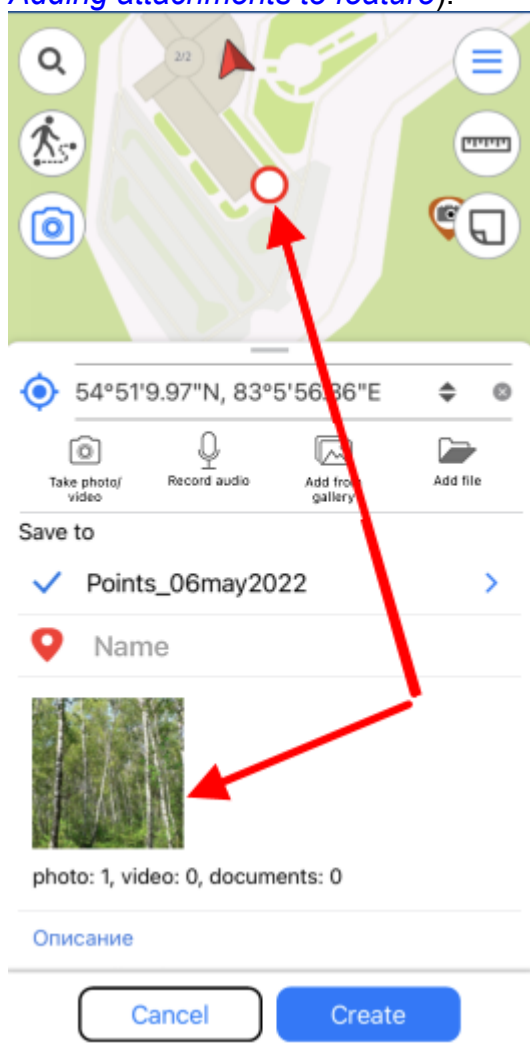 Adding attachments to feature).
2/2
54°51'9.97"N, 83°5'56.86"E
Take photo/
video
Record audio
Add from
gallery
Add file
Save to
Points_06may2022
Name
photo: 1, video: 0, documents: 0
Описание
Cancel
Create